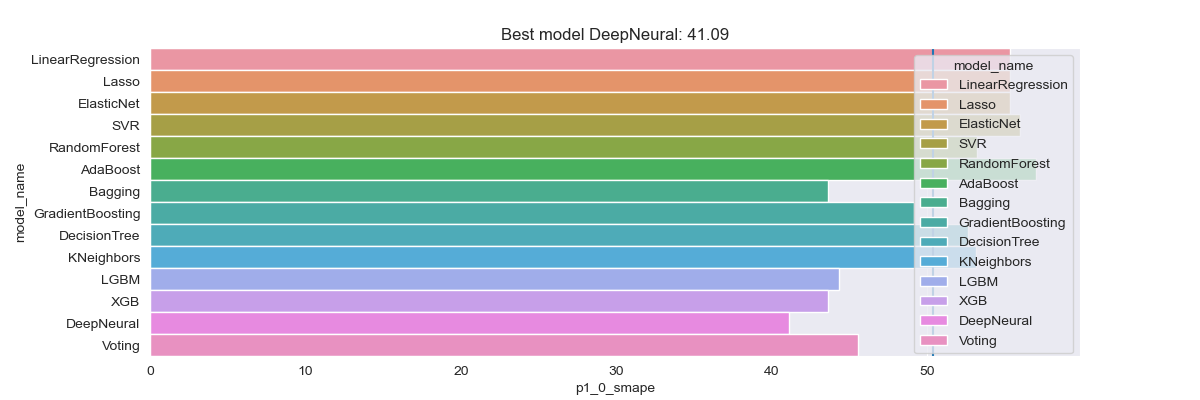 Best model DeepNeural: 41.09
model_name
LinearRegression
Lasso
ElasticNet
SVR
RandomForest
AdaBoost
Bagging
GradientBoosting
DecisionTree
KNeighbors
LGBM
XGB
DeepNeural
Voting
0 10 20 30 40 50
p1_0_smape
model_name
LinearRegression
Lasso
ElasticNet
SVR
RandomForest
AdaBoost
Bagging
GradientBoosting
DecisionTree
KNeighbors
LGBM
XGB
DeepNeural
Voting